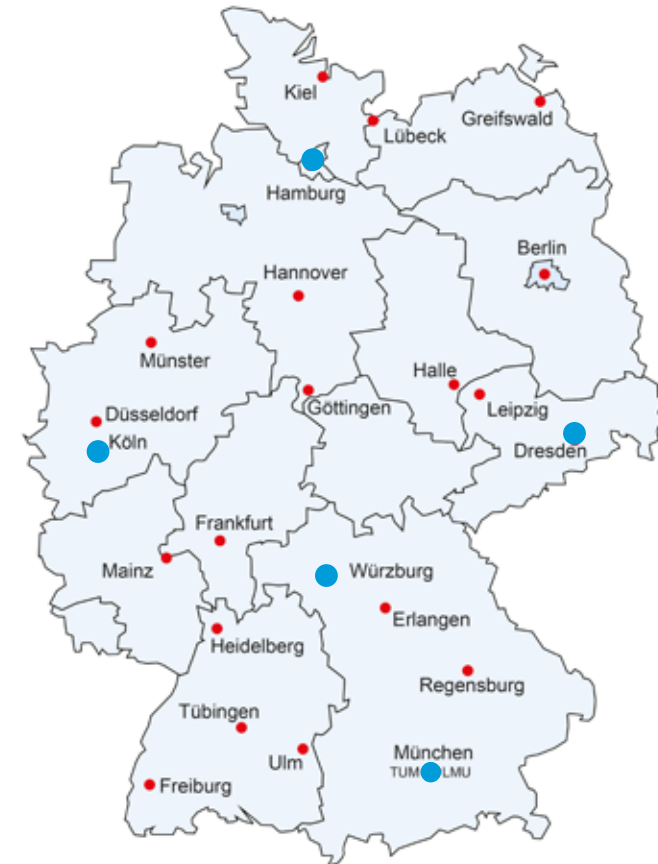 Kiel
Greifswald
Lübeck
Hamburg
Berlin
Hannover
Münster
Halle
Göttingen
Leipzig
Düsseldorf
Köln
Dresden
Frankfurt
Mainz
Würzburg
Erlangen
Heidelberg
Regensburg
Tübingen
München
Ulm
TUM LMU
Freiburg